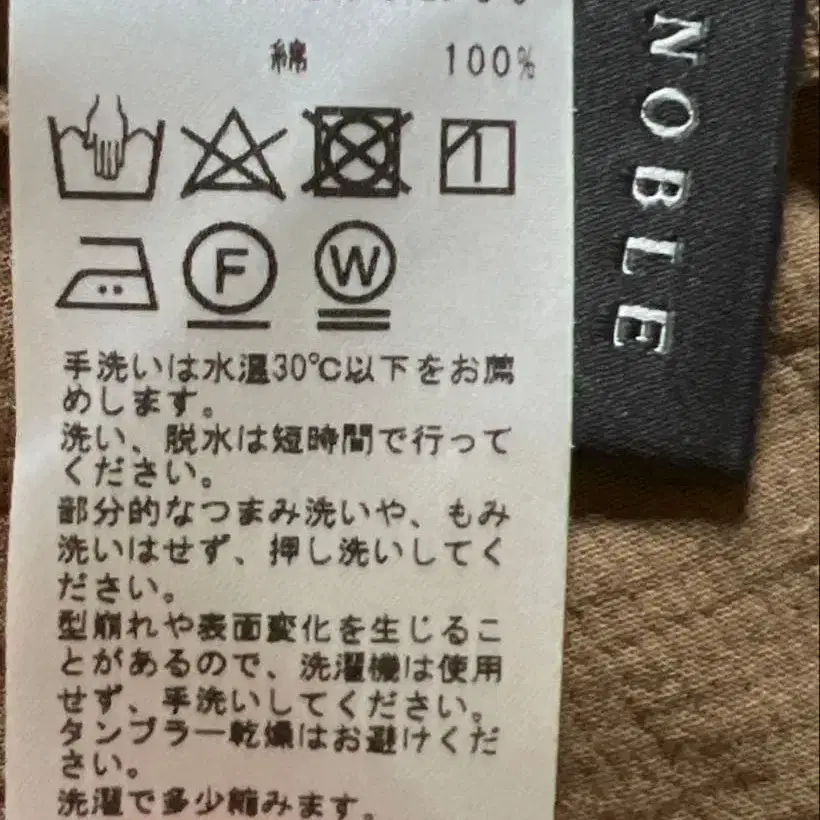 綿 100%
F
W
手洗いは水温30℃以下をお薦
めします。
洗い、脱水は短時間で行って
ください。
部分的なつまみ洗いや、もみ
洗いはせず、押し洗いしてく
ださい。
型崩れや表面変化を生じるこ
とがあるので、洗濯機は使用
せず、手洗いしてください。
タンブラー乾燥はお避けくだ
さい。
洗濯で多少縮みます。
NOBLE